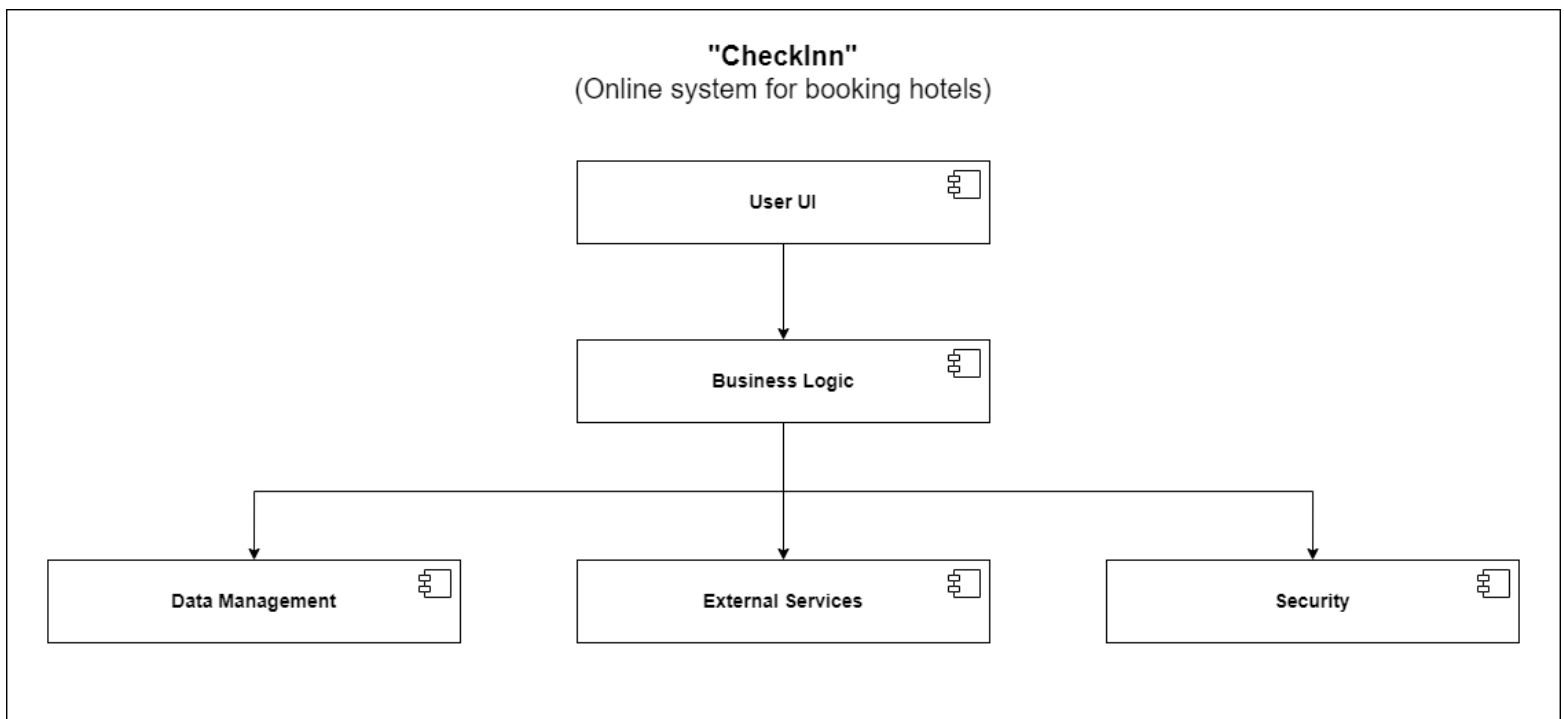 "CheckInn"
(Online system for booking hotels)
User UI
Business Logic
Data Management
External Services
Security